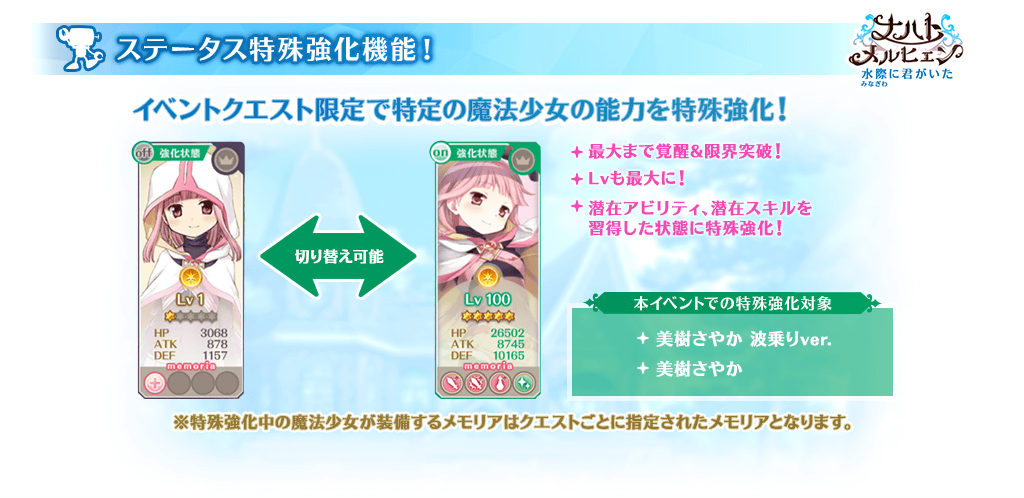 ステータス特殊強化機能!
ナハト
メルヒェン
水際に君がいた
みなぎわ
イベントクエスト限定で特定の魔法少女の能力を特殊強化!
off 強化状態
Lv 1
HP 3068
ATK 878
DEF 1157
memoria
切り替え可能
on 強化状態
Lv 100
HP 26502
ATK 8745
DEF 10165
memoria
最大まで覚醒&限界突破!
Lvも最大に!
潜在アビリティ、潜在スキルを
習得した状態に特殊強化!
本イベントでの特殊強化対象
美樹さやか 波乗りver.
美樹さやか
※特殊強化中の魔法少女が装備するメモリアはクエストごとに指定されたメモリアとなります。